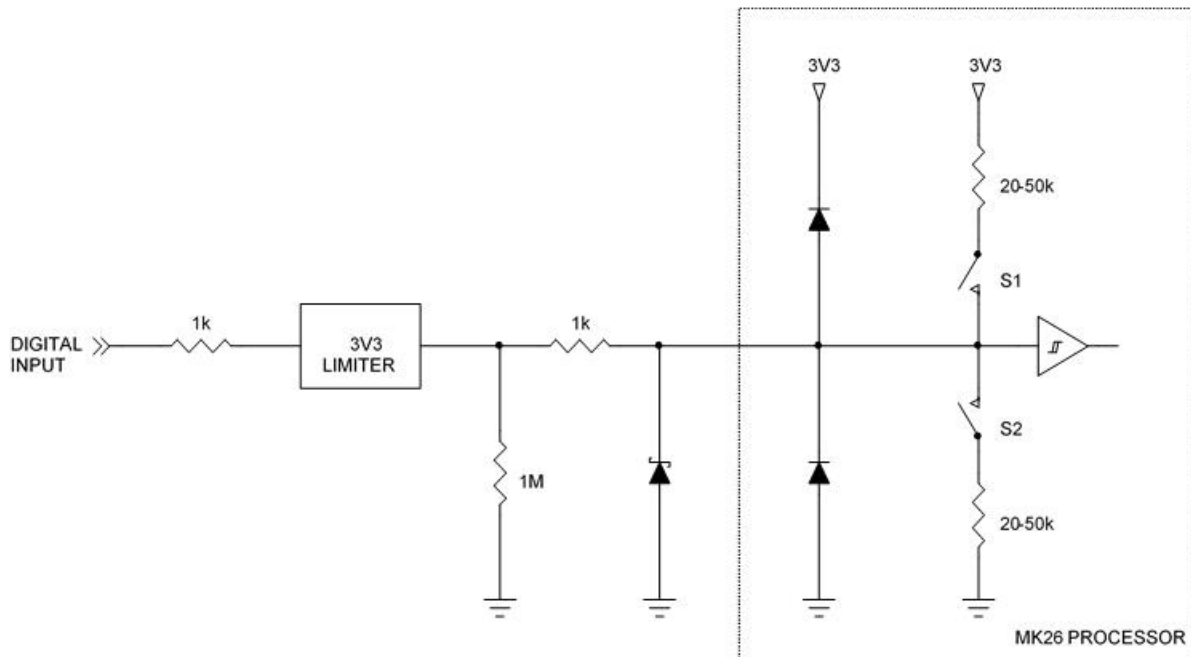 3V3
3V3
20-50k
S1
1k
3V3
LIMITER
1k
DIGITAL
INPUT
S2
1M
20-50k
MK26 PROCESSOR